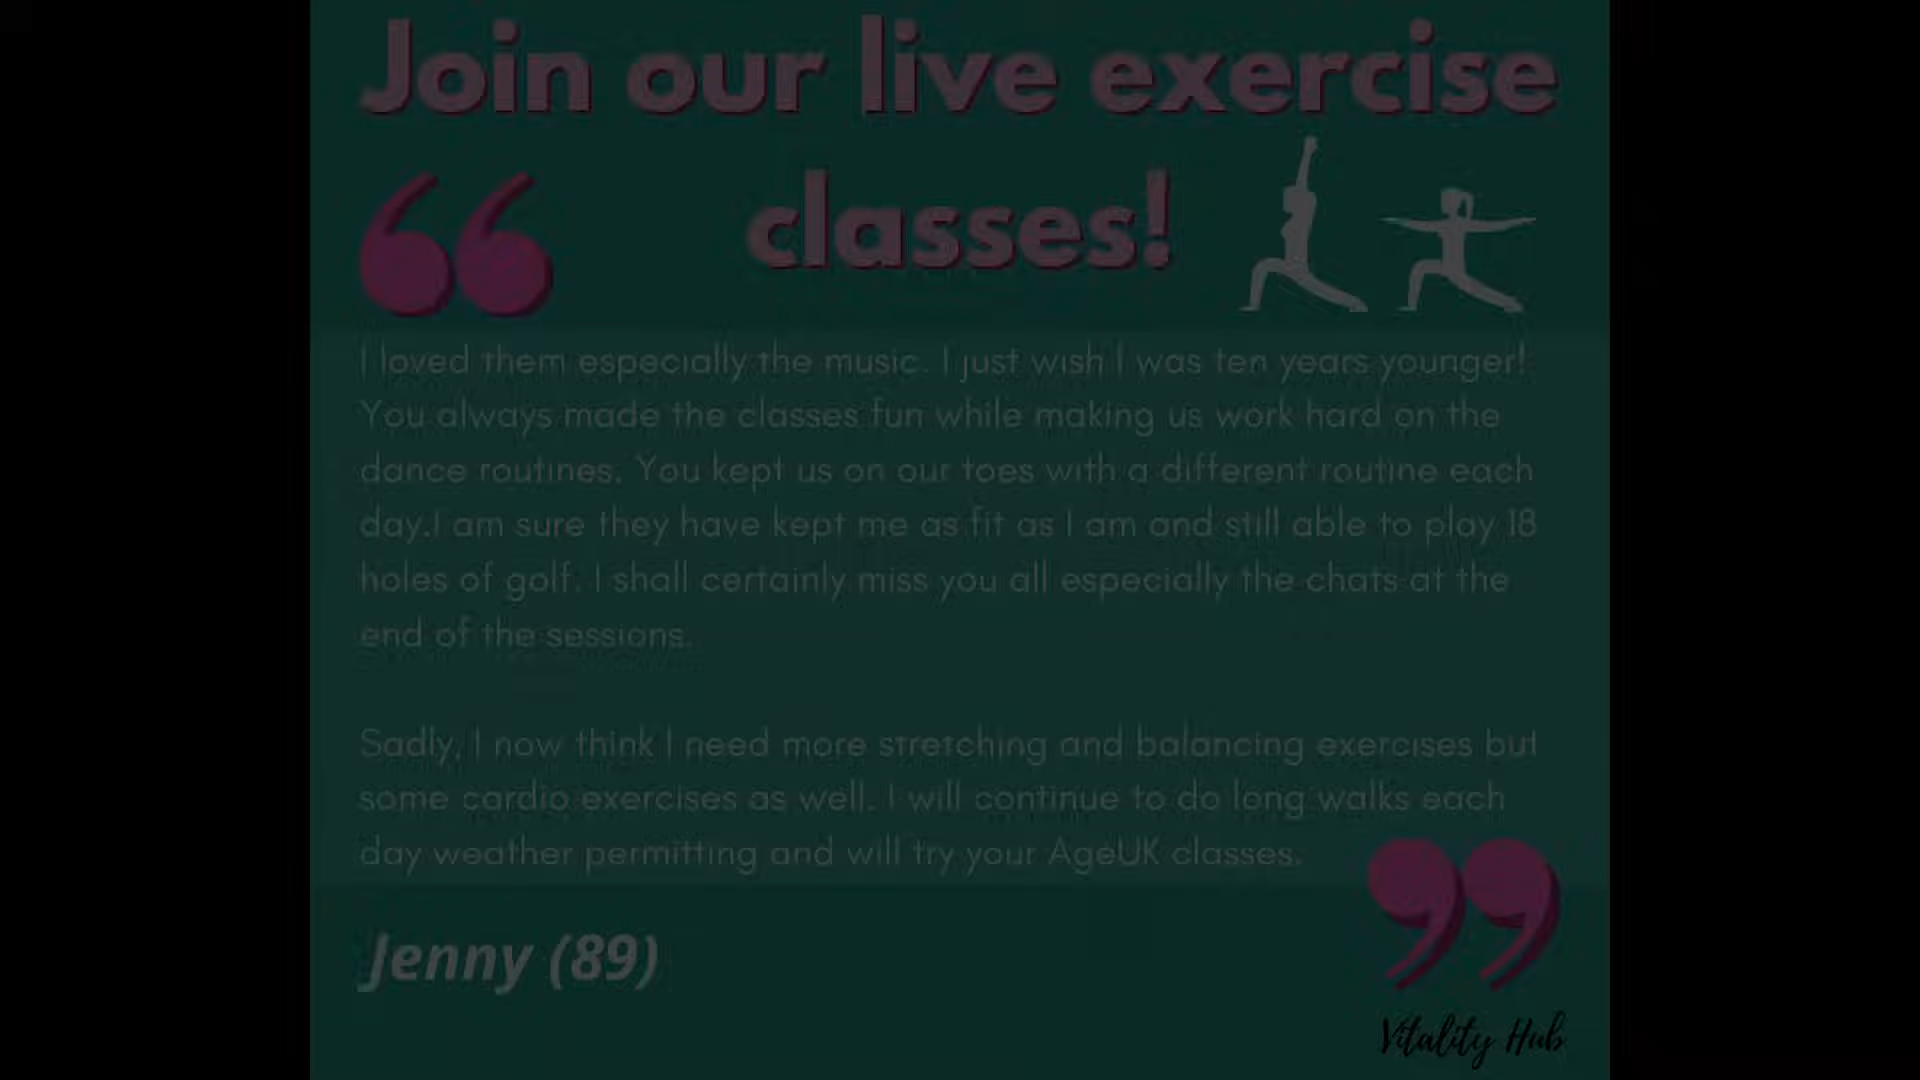 Join our live exercise
classes!
I loved them especially the music. I just wish I was ten years younger!
You always made the classes fun while making us work hard on the
dance routines. You kept us on our toes with a different routine each
day.I am sure they have kept me as fit as I am and still able to play 18
holes of golf. I shall certainly miss you all especially the chats at the
end of the sessions.
Sadly, I now think I need more stretching and balancing exercises but
some cardio exercises as well. I will continue to do long walks each
day weather permitting and will try your AgeUK classes.
Jenny (89)
Vitality Hub